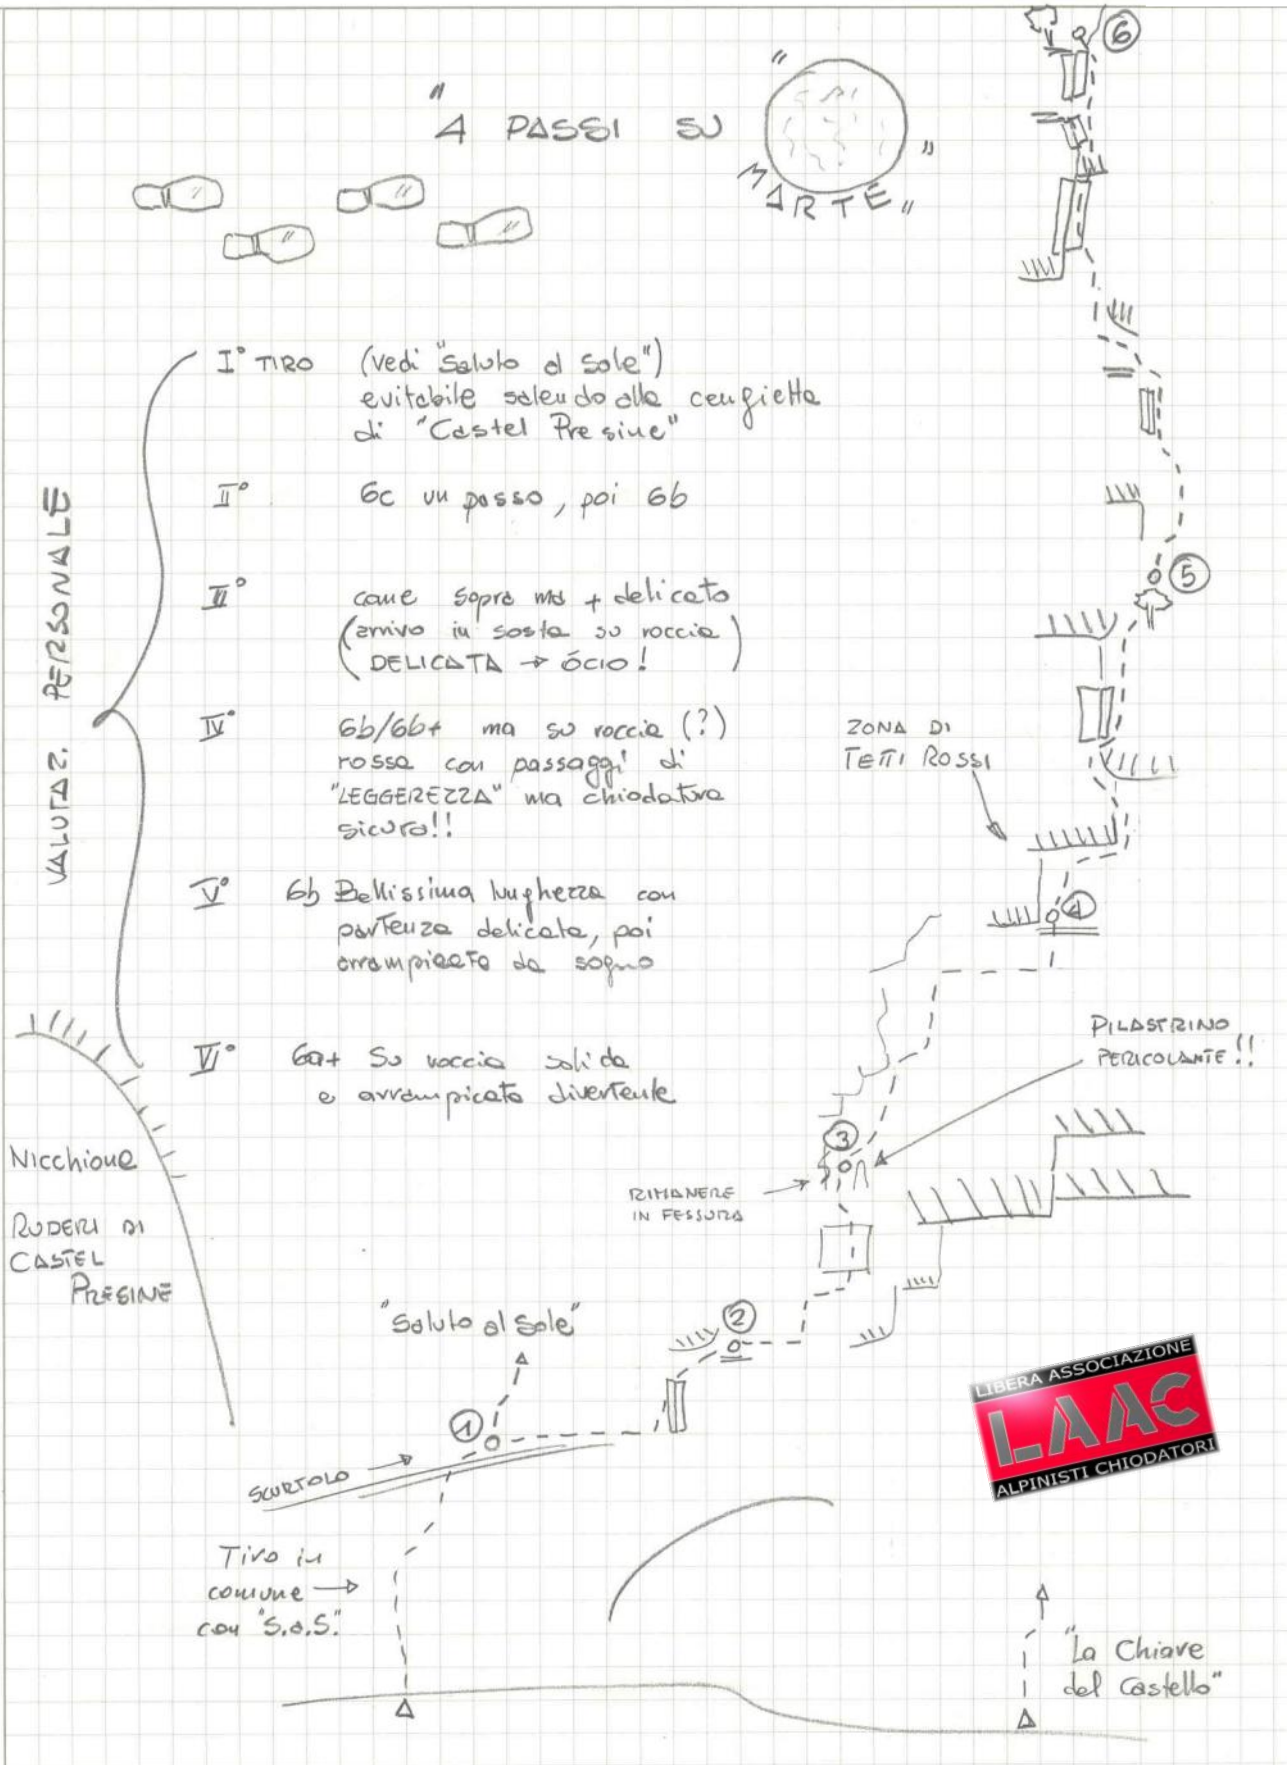 "4 PASSI SU
"MARTE"
I° TIRO (vedi "Saluto al Sole")
evitabile salendo alla cengietta
di "Castel Presine"
II° 6c un passo, poi 6b
III° come sopra ma + delicato
(arrivo in sosta su roccia)
(DELICATA → ÓCIO!)
IV° 6b/6b+ ma su roccia (?)
rossa con passaggi di
"LEGGEREZZA" ma chiodatura
sicura!!
V° 6b Bellissima lunghezza con
partenza delicata, poi
arrampicata da sogno
VI° 6a+ Su roccia solida
e arrampicata divertente
VALUTAZ. PERSONALE
6
5
ZONA DI
TETTI ROSSI
4
PILASTRINO
PERICOLANTE!!
3
RIMANERE
IN FESSURA
Nicchione
RUDERI DI
CASTEL
PRESINE
"Saluto al Sole"
2
1
SCURTOLO
Tiro in
comune
con "S.a.S."
"La Chiave
del Castello"
LIBERA ASSOCIAZIONE
LAAC
ALPINISTI CHIODATORI